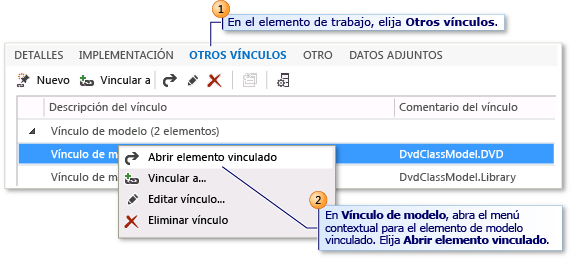 1
En el elemento de trabajo, elija Otros vínculos.
DETALLES IMPLEMENTACIÓN OTROS VÍNCULOS OTRO DATOS ADJUNTOS
Nuevo Vincular a
Descripción del vínculo Comentario del vínculo
Vínculo de modelo (2 elementos)
Vínculo de m DvdClassModel.DVD
Vínculo de m DvdClassModel.Library
Abrir elemento vinculado
Vincular a...
Editar vínculo...
Eliminar vínculo
2
En Vínculo de modelo, abra el menú
contextual para el elemento de modelo
vinculado. Elija Abrir elemento vinculado.